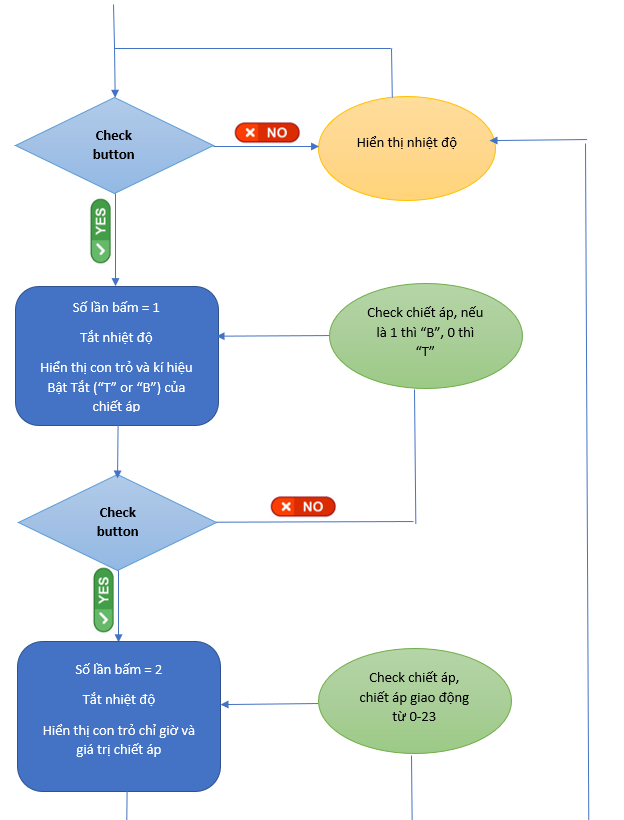 Check
button
NO
Hiển thị nhiệt độ
YES
Số lần bấm = 1
Tắt nhiệt độ
Hiển thị con trỏ và kí hiệu
Bật Tắt (“T” or “B”) của
chiết áp
Check chiết áp, nếu
là 1 thì “B”, 0 thì
“T”
Check
button
NO
YES
Số lần bấm = 2
Tắt nhiệt độ
Hiển thị con trỏ chỉ giờ và
giá trị chiết áp
Check chiết áp,
chiết áp giao động
từ 0-23